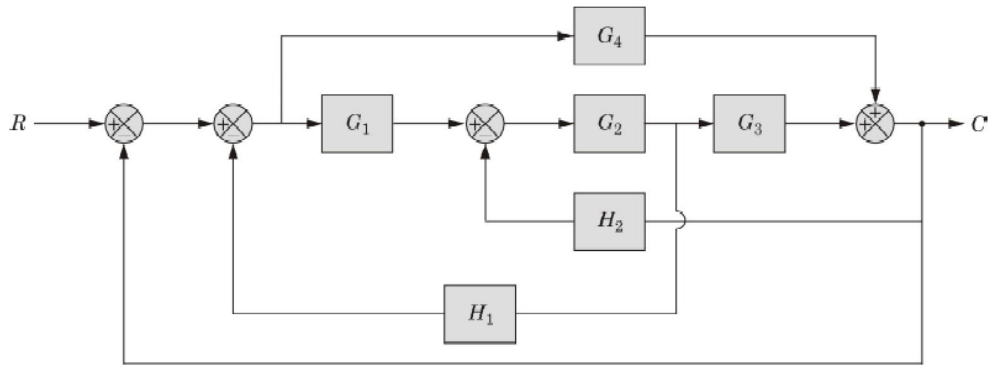 G₄
R + − + − G₁ + − G₂ G₃ + + C
H₂
H₁